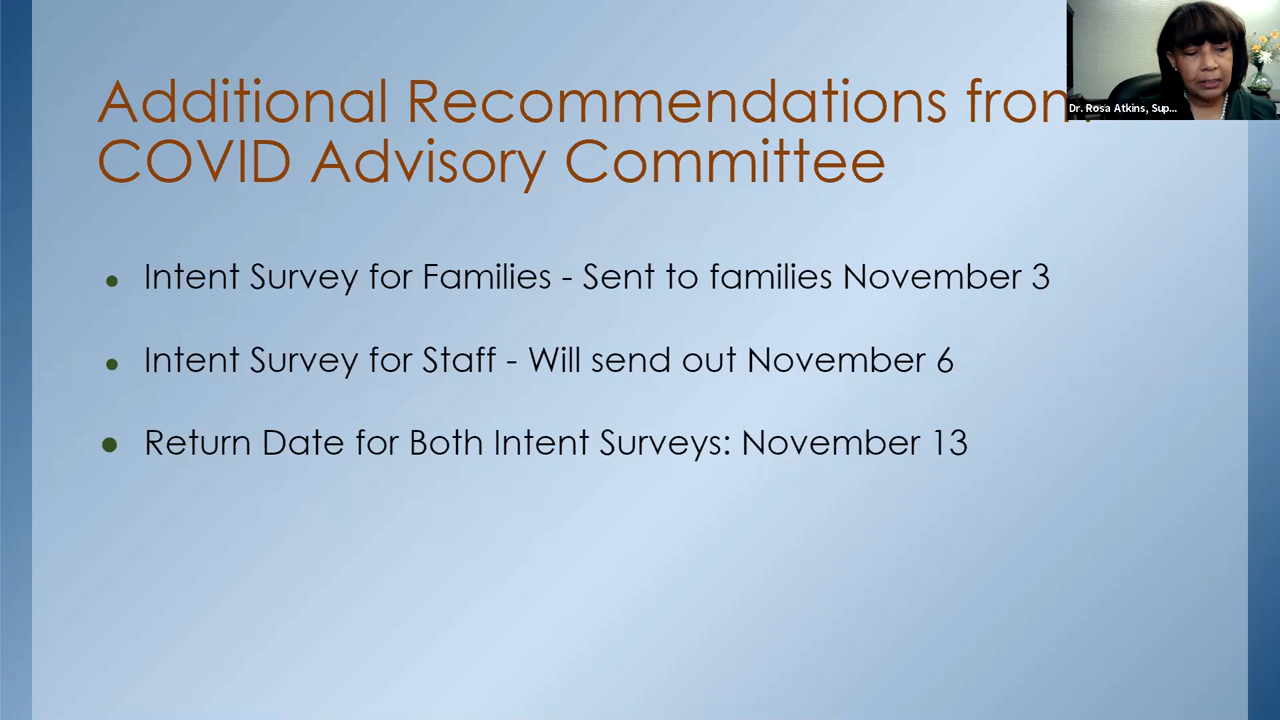 Additional Recommendations from
COVID Advisory Committee
Dr. Rosa Atkins, Sup...
• Intent Survey for Families - Sent to families November 3
• Intent Survey for Staff - Will send out November 6
• Return Date for Both Intent Surveys: November 13